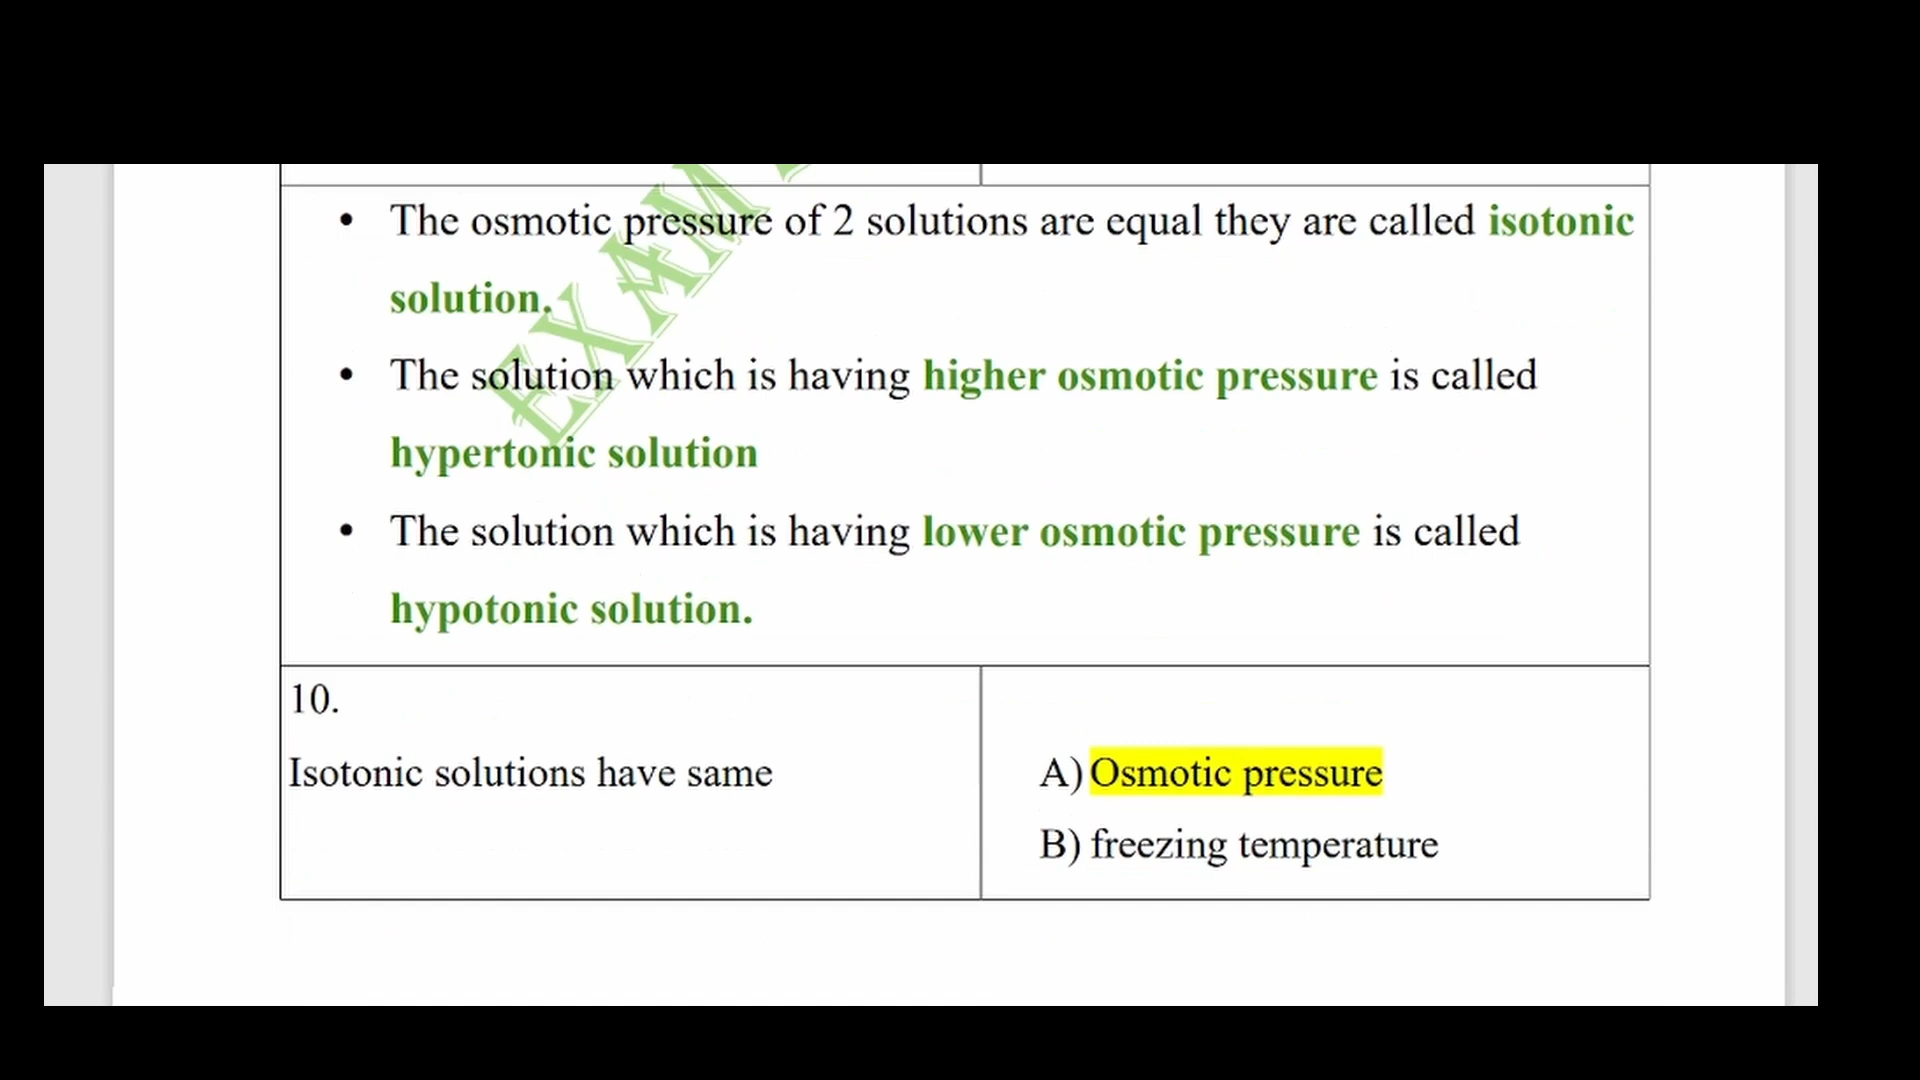 EXAM
• The osmotic pressure of 2 solutions are equal they are called isotonic
solution.
• The solution which is having higher osmotic pressure is called
hypertonic solution
• The solution which is having lower osmotic pressure is called
hypotonic solution.
10.
Isotonic solutions have same
A) Osmotic pressure
B) freezing temperature